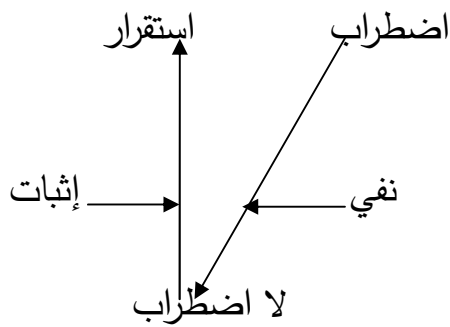 اضطراب استقرار
نفي إثبات
لا اضطراب